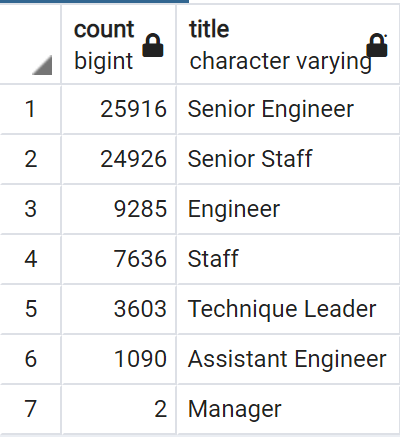 count title
bigint character varying
1 25916 Senior Engineer
2 24926 Senior Staff
3 9285 Engineer
4 7636 Staff
5 3603 Technique Leader
6 1090 Assistant Engineer
7 2 Manager